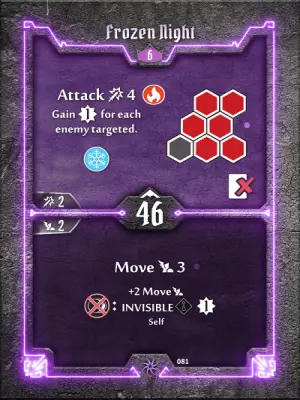 Frozen Night
6
Attack 4
Gain 1 for each
enemy targeted.
2
46
2
Move 3
+2 Move
: INVISIBLE 1
Self
081